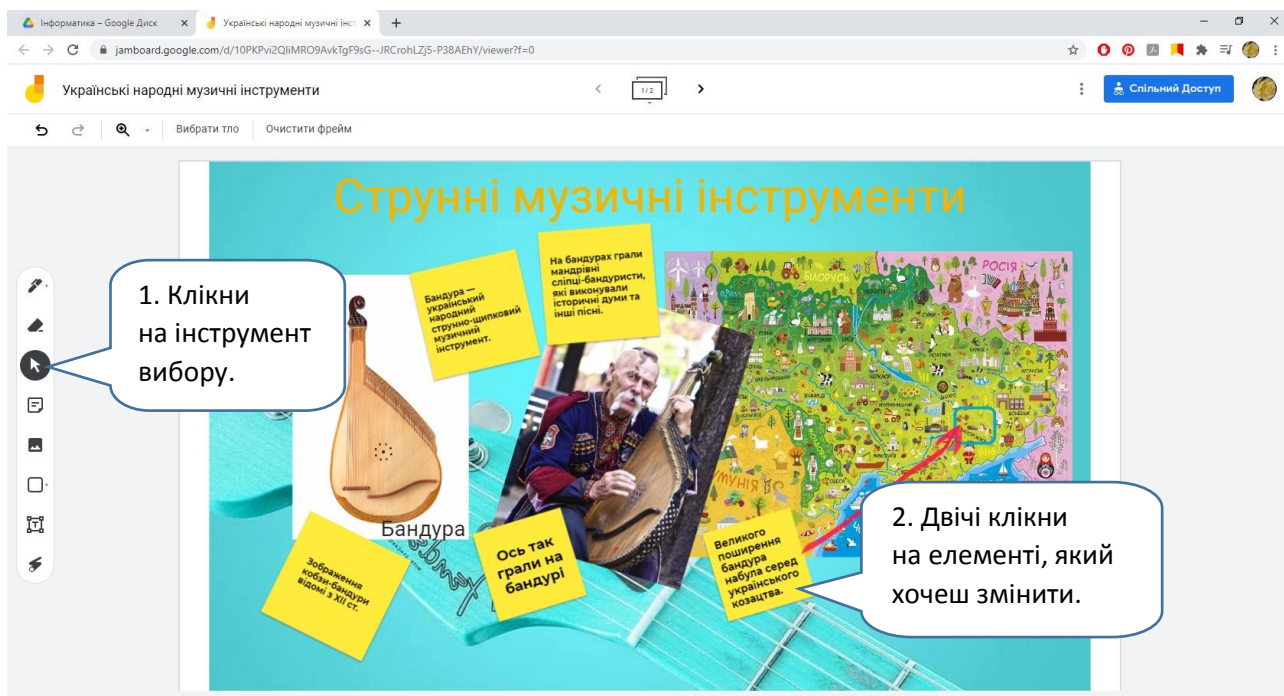 Інформатика – Google Диск
Українські народні музичні інст
jamboard.google.com/d/10PKPvi2QIiMRO9AvkTgF9sG--JRCrohLZj5-P38AEhY/viewer?f=0
Українські народні музичні інструменти
1/2
Спільний Доступ
Вибрати тло
Очистити фрейм
Струнні музичні інструменти
1. Клікни
на інструмент
вибору.
Бандура —
український
народний
струнно-щипковий
музичний
інструмент.
На бандурах грали
мандрівні
сліпці-бандуристи,
які виконували
історичні думи та
інші пісні.
БІЛОРУСЬ
РОСІЯ
Бандура
Зображення
кобзи-бандури
відомі з XII ст.
Ось так
грали на
бандурі
Великого
поширення
бандура
набула серед
українського
козацтва.
2. Двічі клікни
на елементі, який
хочеш змінити.